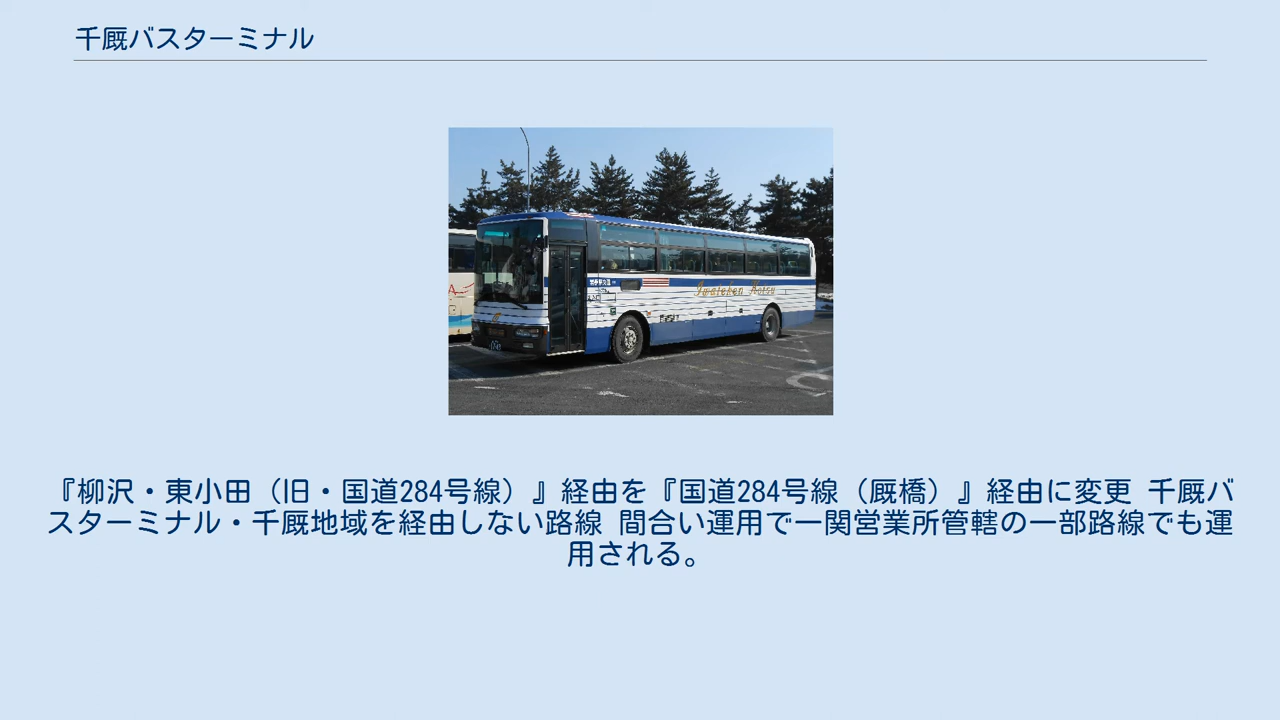 千厩バスターミナル
Iwateken Kotsu
『柳沢・東小田（旧・国道284号線）』経由を『国道284号線（厩橋）』経由に変更 千厩バ
スターミナル・千厩地域を経由しない路線 間合い運用で一関営業所管轄の一部路線でも運
用される。